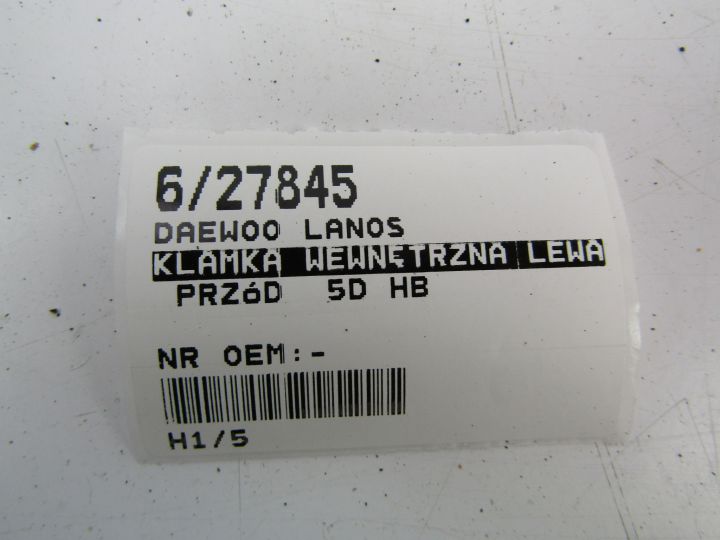 6/27845
DAEWOO LANOS
KLAMKA WEWNĘTRZNA LEWA
PRZóD 5D HB
NR OEM:-
H1/5